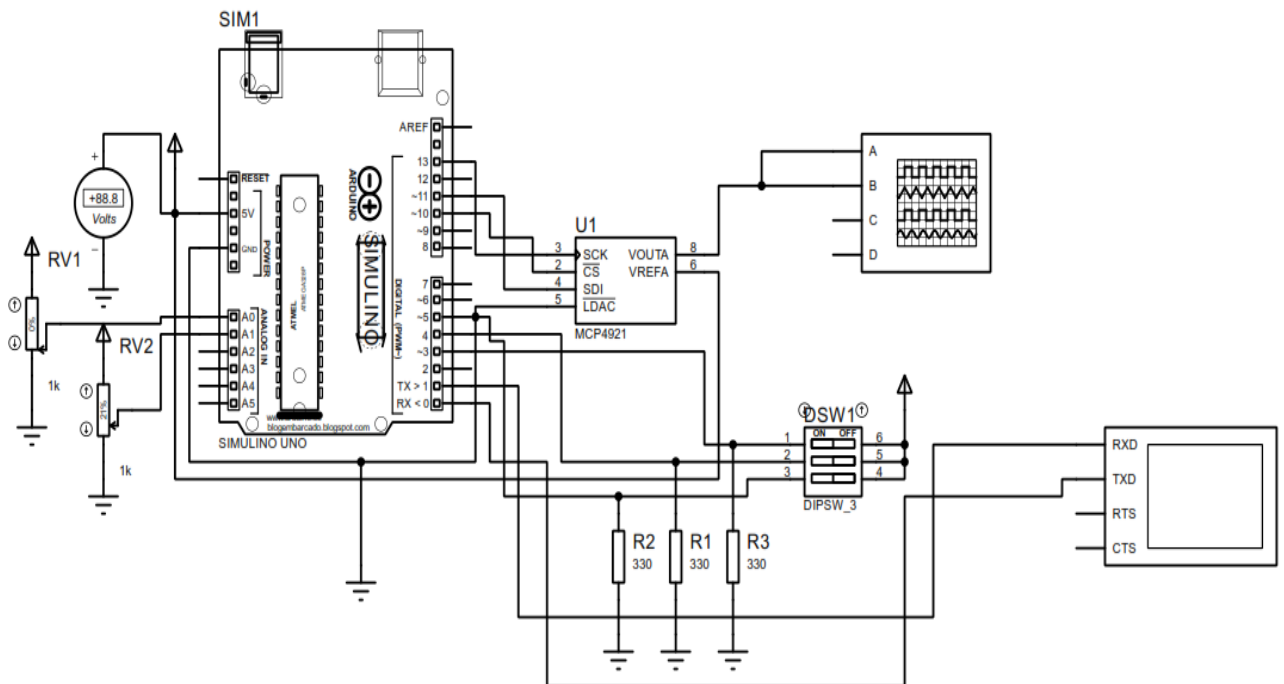 SIM1
AREF
13
12
~11
~10
~9
8
7
~6
~5
4
~3
2
TX > 1
RX < 0
RESET
5V
GND
POWER
A0
A1
A2
A3
A4
A5
ANALOG IN
ARDUINO
SIMULINO
DIGITAL (PWM~)
ATMEL
blogembarcado.blogspot.com
SIMULINO UNO
+
+88.8
Volts
-
RV1
0%
1k
RV2
21%
1k
U1
3 SCK VOUTA 8
2 CS VREFA 6
4 SDI
5 LDAC
MCP4921
A
B
C
D
DSW1
ON OFF
1 6
2 5
3 4
DIPSW_3
R2
330
R1
330
R3
330
RXD
TXD
RTS
CTS